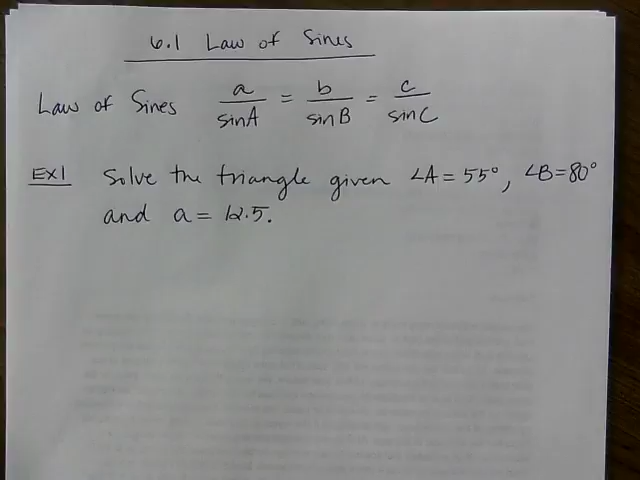 6.1 Law of Sines
Law of Sines a/sinA = b/sinB = c/sinC
EX1 Solve the triangle given ∠A = 55°, ∠B = 80°
and a = 12.5.